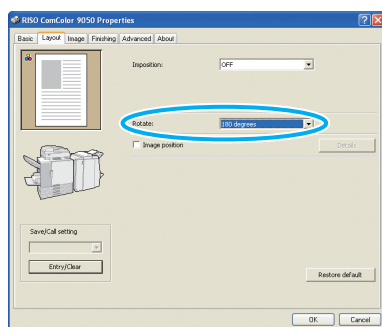 RISO ComColor 9050 Properties
Basic Layout Image Finishing Advanced About
Imposition: OFF
Rotate: 180 degrees
Image position Details
Save/Call setting
Entry/Clear
Restore default
OK Cancel